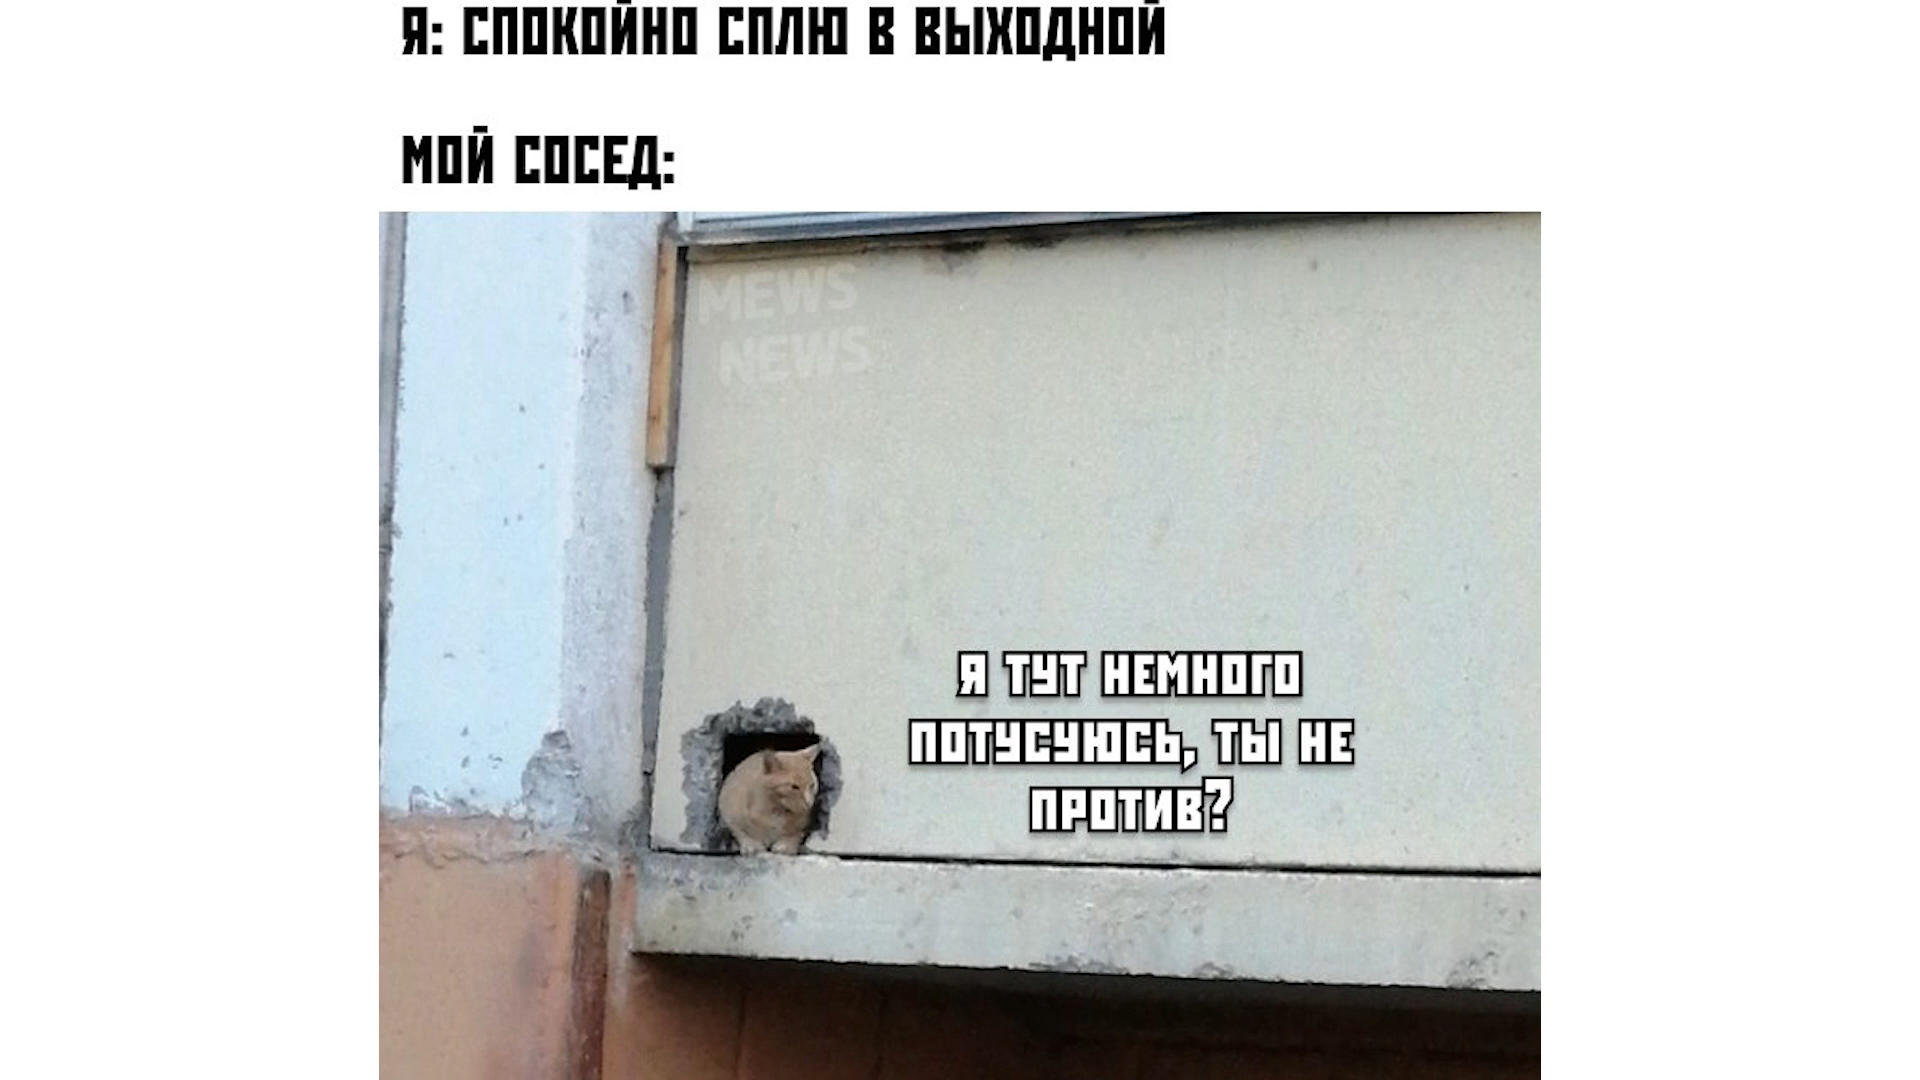 Я: СПОКОЙНО СПЛЮ В ВЫХОДНОЙ
МОЙ СОСЕД:
MEWS
NEWS
Я ТУТ НЕМНОГО
ПОТУСУЮСЬ, ТЫ НЕ
ПРОТИВ?